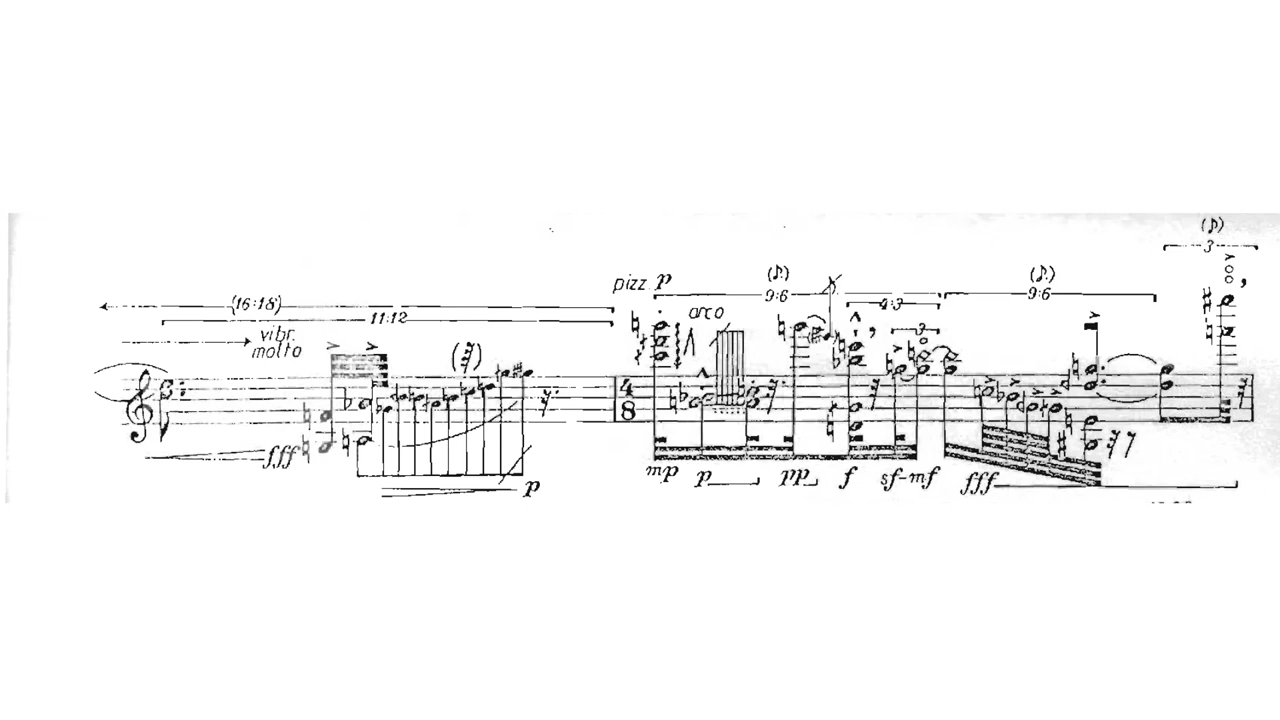 (16:18)
11:12
vibr.
molto
fff
p
pizz. p
9:6
arco
4:3
3
4
8
mp p pp f sf-mf
9:6
fff
3